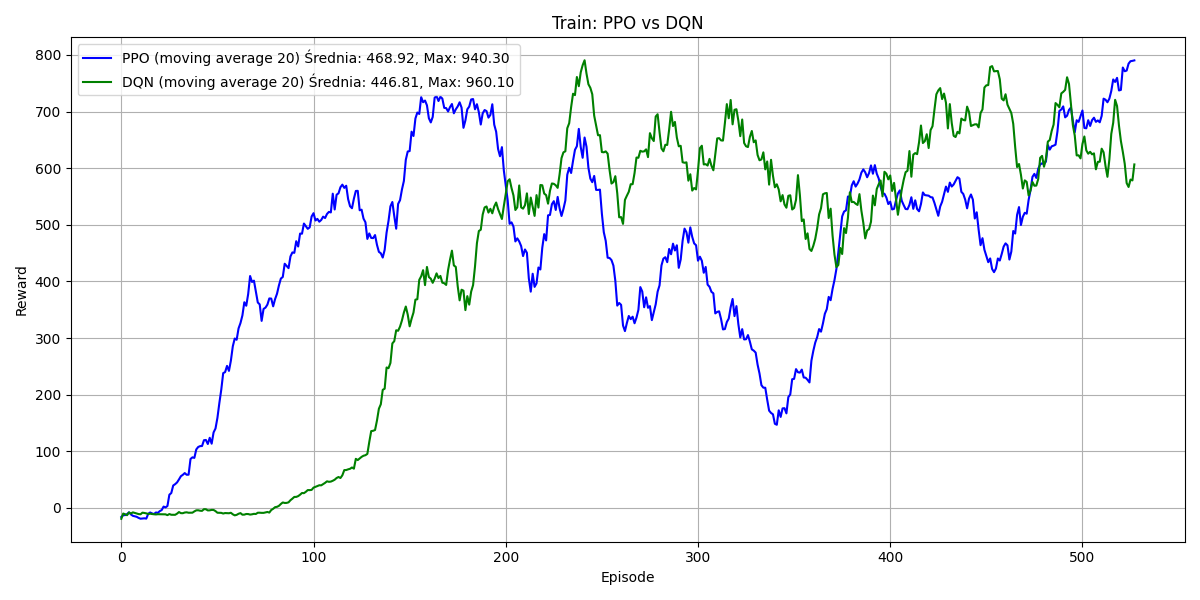 Train: PPO vs DQN
PPO (moving average 20) Średnia: 468.92, Max: 940.30
DQN (moving average 20) Średnia: 446.81, Max: 960.10
800
700
600
500
400
300
200
100
0
Reward
0 100 200 300 400 500
Episode